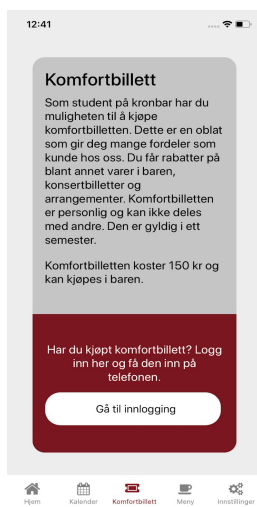 12:41
Komfortbillett
Som student på kronbar har du
muligheten til å kjøpe
komfortbilletten. Dette er en oblat
som gir deg mange fordeler som
kunde hos oss. Du får rabatter på
blant annet varer i baren,
konsertbilletter og
arrangementer. Komfortbilletten
er personlig og kan ikke deles
med andre. Den er gyldig i ett
semester.
Komfortbilletten koster 150 kr og
kan kjøpes i baren.
Har du kjøpt komfortbillett? Logg
inn her og få den inn på
telefonen.
Gå til innlogging
Hjem Kalender Komfortbillett Meny Innstillinger